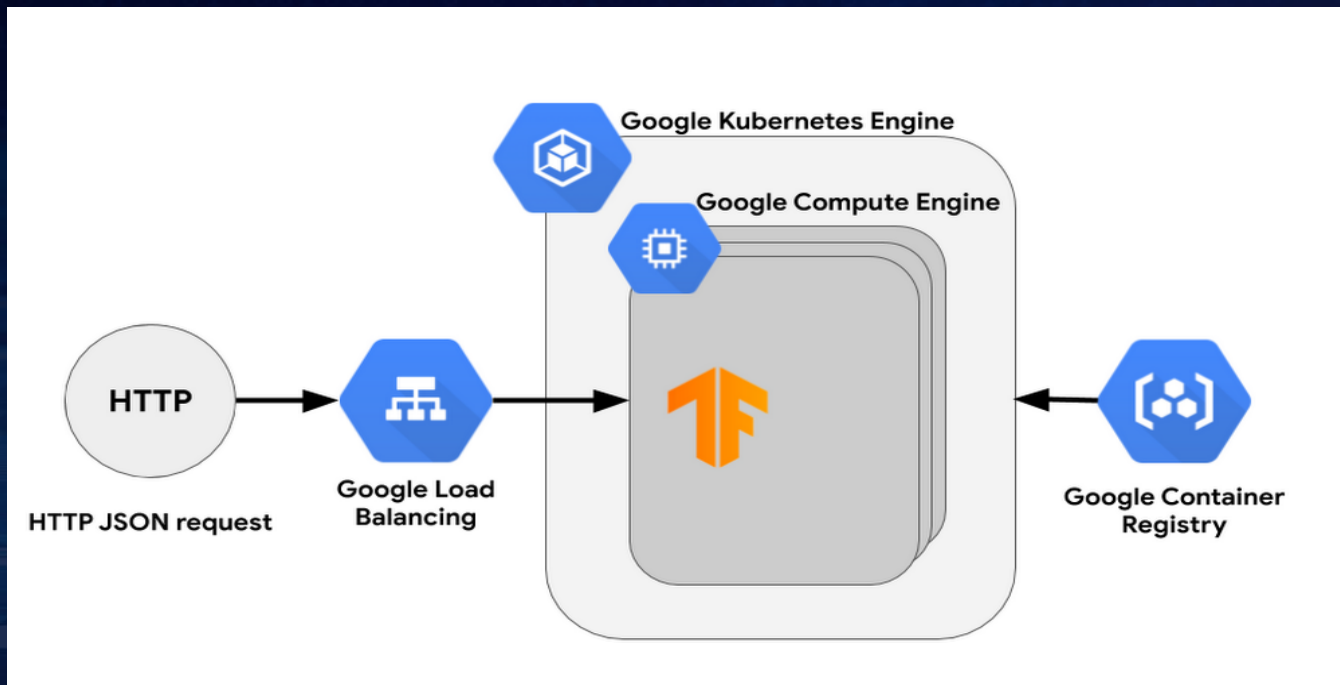 Google Kubernetes Engine
Google Compute Engine
HTTP
HTTP JSON request
Google Load
Balancing
Google Container
Registry